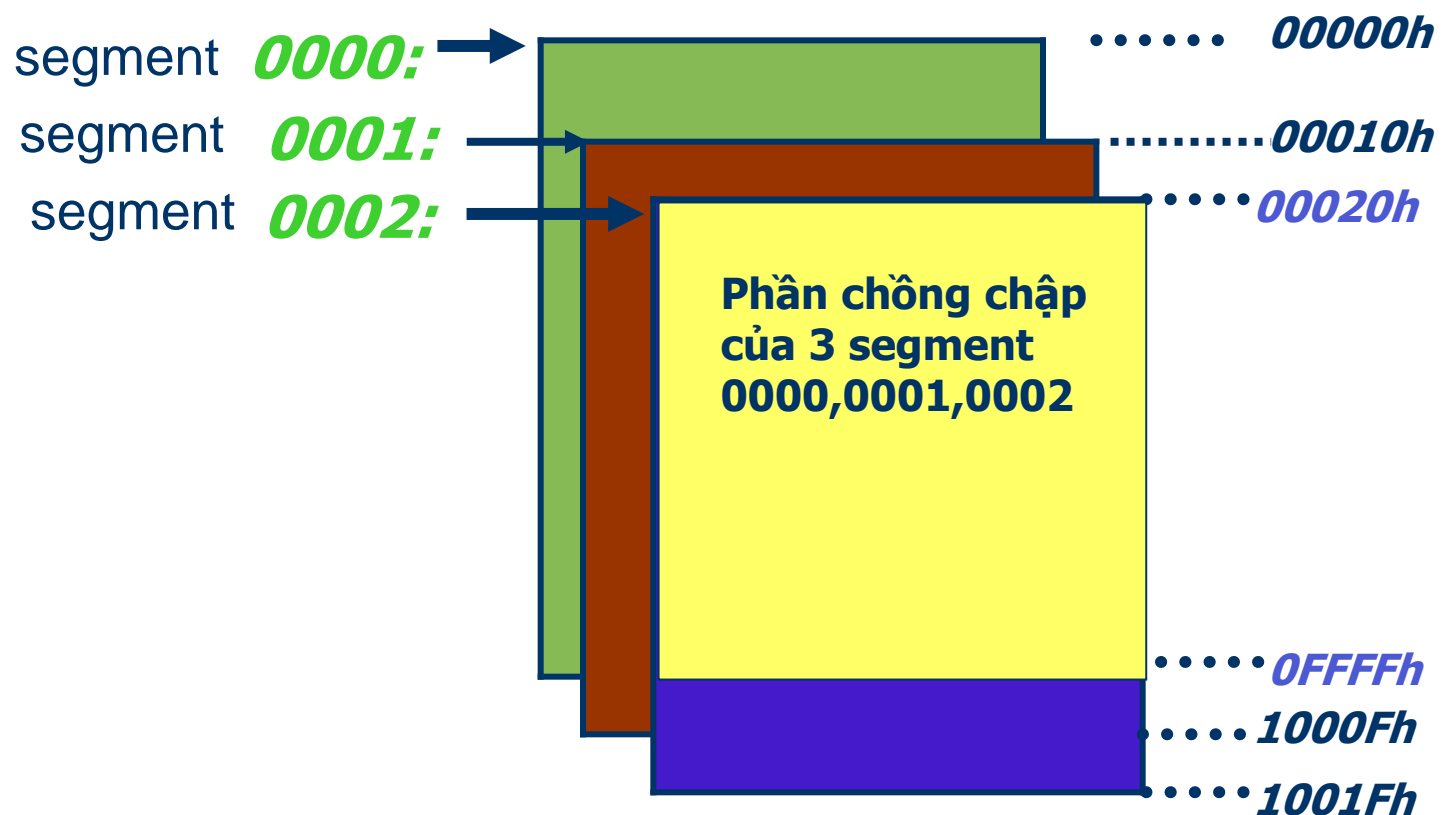 segment 0000: 00000h
segment 0001: 00010h
segment 0002: 00020h
Phần chồng chập
của 3 segment
0000,0001,0002
0FFFFh
1000Fh
1001Fh